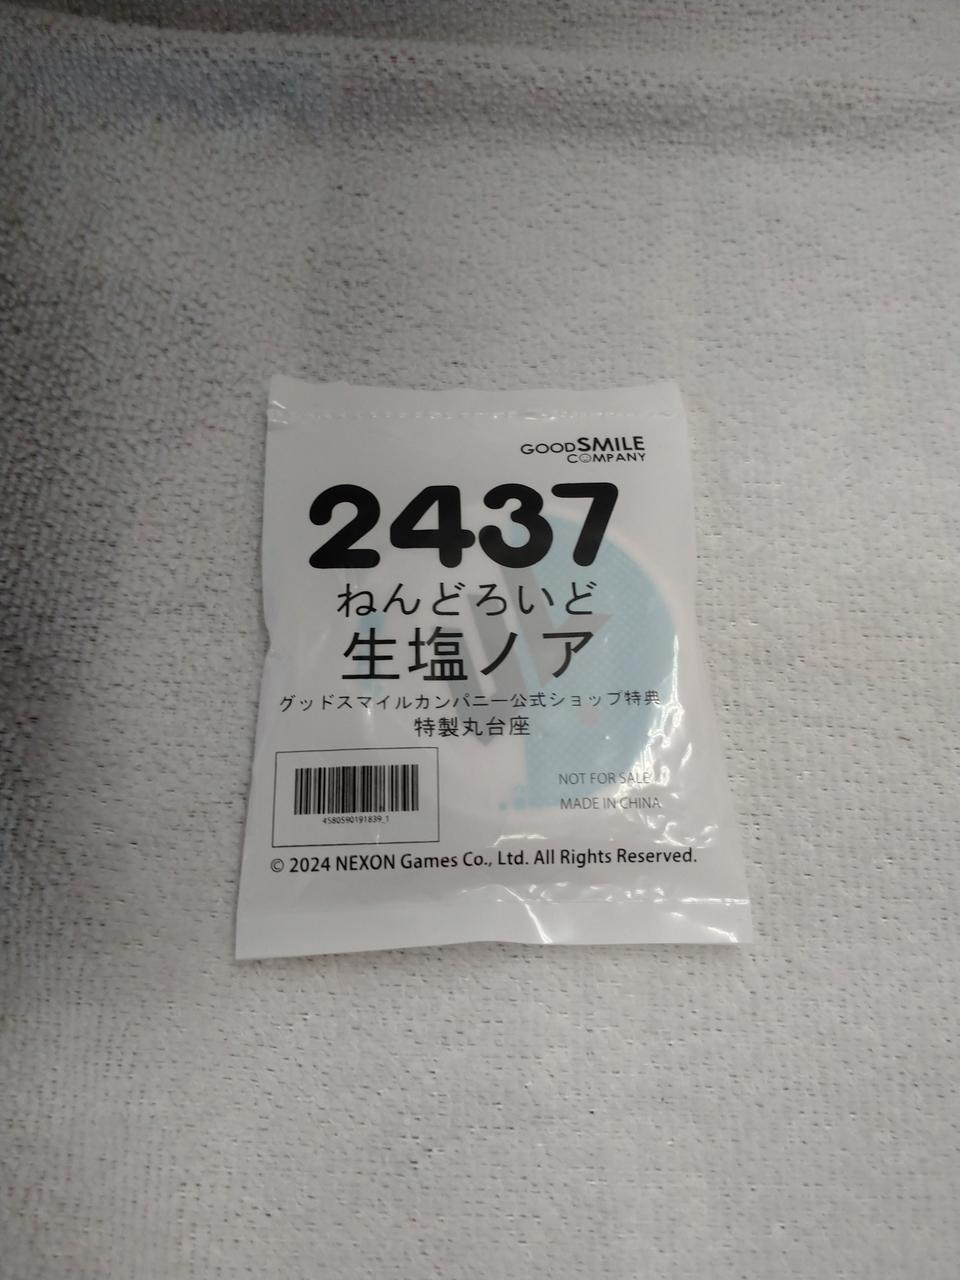 GOODSMILE
COMPANY
2437
ねんどろいど
生塩ノア
グッドスマイルカンパニー公式ショップ特典
特製丸台座
4580590191839_1
NOT FOR SALE
MADE IN CHINA
© 2024 NEXON Games Co., Ltd. All Rights Reserved.